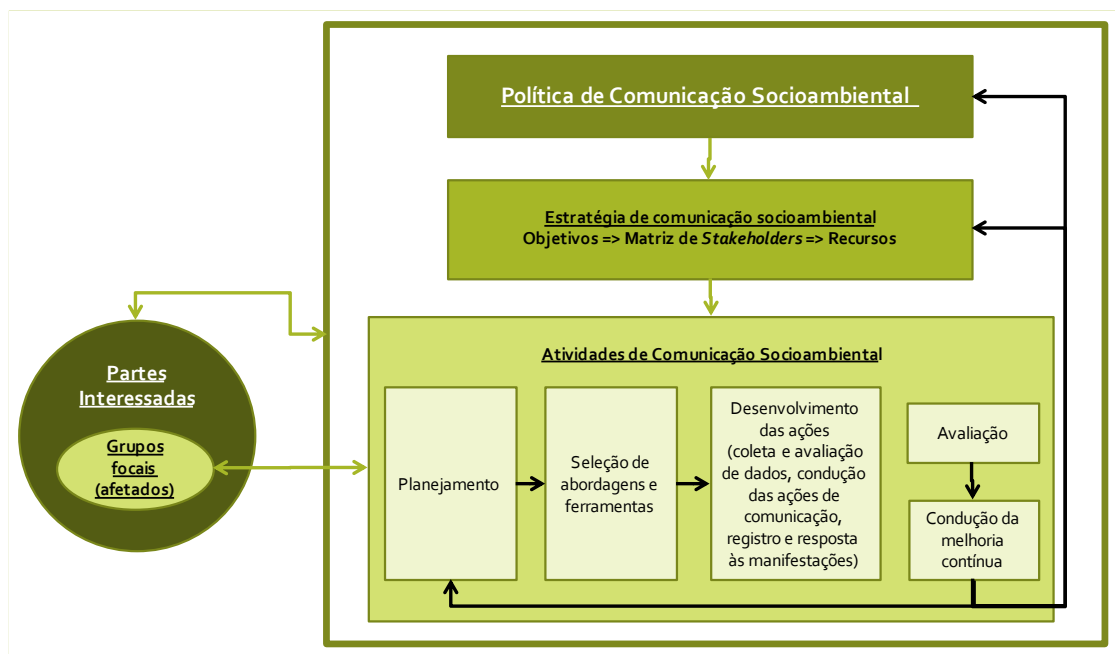 Política de Comunicação Socioambiental
Estratégia de comunicação socioambiental
Objetivos => Matriz de Stakeholders => Recursos
Partes
Interessadas
Grupos
focais
(afetados)
Atividades de Comunicação Socioambiental
Planejamento
Seleção de
abordagens e
ferramentas
Desenvolvimento
das ações
(coleta e avaliação
de dados, condução
das ações de
comunicação,
registro e resposta
às manifestações)
Avaliação
Condução da
melhoria
contínua